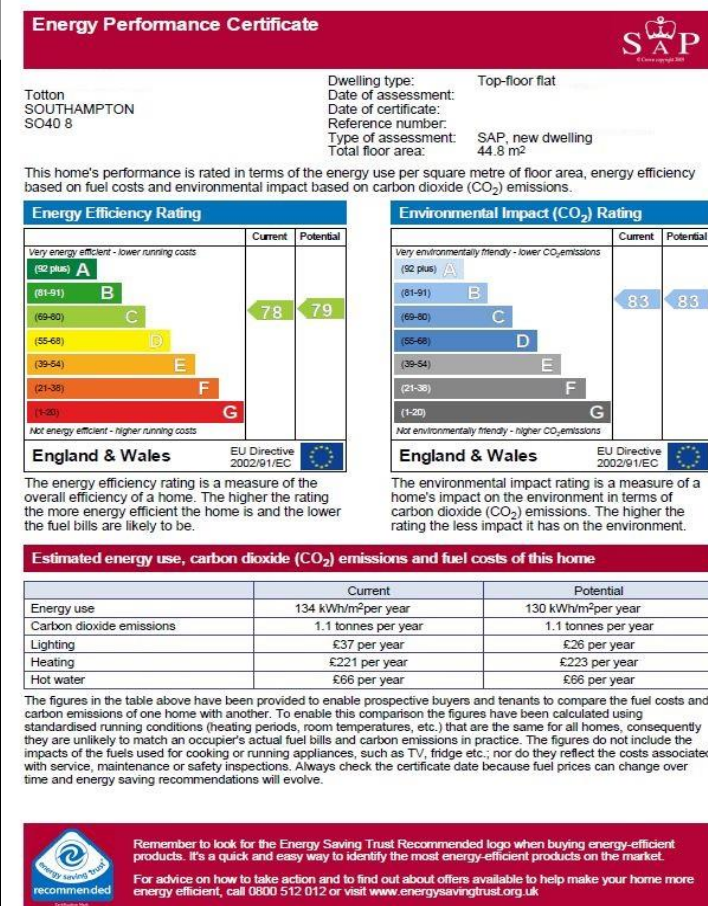 Energy Performance Certificate
SAP
© Crown copyright 2005
Totton
SOUTHAMPTON
SO40 8
Dwelling type: Top-floor flat
Date of assessment:
Date of certificate:
Reference number:
Type of assessment: SAP, new dwelling
Total floor area: 44.8 m²
This home's performance is rated in terms of the energy use per square metre of floor area, energy efficiency
based on fuel costs and environmental impact based on carbon dioxide (CO₂) emissions.
Energy Efficiency Rating
Current Potential
Very energy efficient - lower running costs
(92 plus) A
(81-91) B
(69-80) C
(55-68) D
(39-54) E
(21-38) F
(1-20) G
78 79
Not energy efficient - higher running costs
England & Wales
EU Directive
2002/91/EC
The energy efficiency rating is a measure of the
overall efficiency of a home. The higher the rating
the more energy efficient the home is and the lower
the fuel bills are likely to be.
Environmental Impact (CO₂) Rating
Current Potential
Very environmentally friendly - lower CO₂ emissions
(92 plus) A
(81-91) B
(69-80) C
(55-68) D
(39-54) E
(21-38) F
(1-20) G
83 83
Not environmentally friendly - higher CO₂ emissions
England & Wales
EU Directive
2002/91/EC
The environmental impact rating is a measure of a
home's impact on the environment in terms of
carbon dioxide (CO₂) emissions. The higher the
rating the less impact it has on the environment.
Estimated energy use, carbon dioxide (CO₂) emissions and fuel costs of this home
Current Potential
Energy use 134 kWh/m²per year 130 kWh/m²per year
Carbon dioxide emissions 1.1 tonnes per year 1.1 tonnes per year
Lighting £37 per year £26 per year
Heating £221 per year £223 per year
Hot water £66 per year £66 per year
The figures in the table above have been provided to enable prospective buyers and tenants to compare the fuel costs and
carbon emissions of one home with another. To enable this comparison the figures have been calculated using
standardised running conditions (heating periods, room temperatures, etc.) that are the same for all homes, consequently
they are unlikely to match an occupier's actual fuel bills and carbon emissions in practice. The figures do not include the
impacts of the fuels used for cooking or running appliances, such as TV, fridge etc.; nor do they reflect the costs associated
with service, maintenance or safety inspections. Always check the certificate date because fuel prices can change over
time and energy saving recommendations will evolve.
energy saving trust
recommended
Certification Mark
Remember to look for the Energy Saving Trust Recommended logo when buying energy-efficient
products. It's a quick and easy way to identify the most energy-efficient products on the market.
For advice on how to take action and to find out about offers available to help make your home more
energy efficient, call 0800 512 012 or visit www.energysavingtrust.org.uk